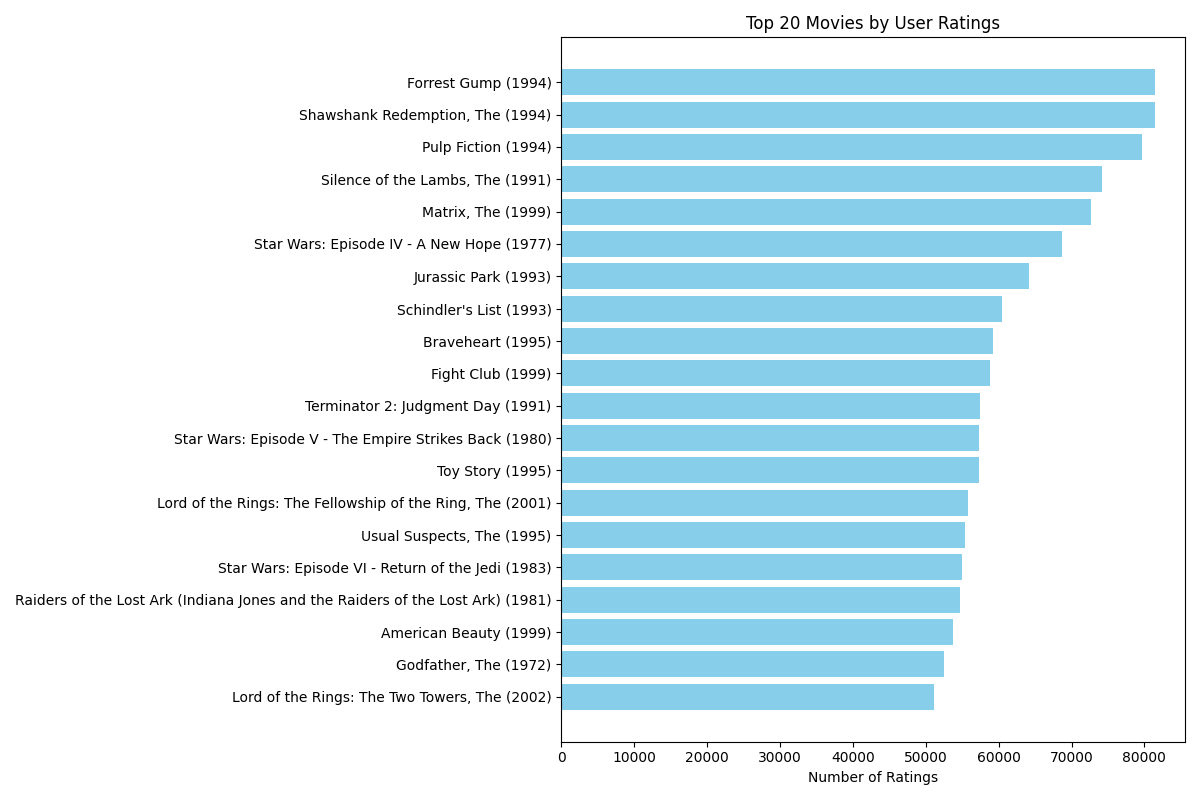 Top 20 Movies by User Ratings
Forrest Gump (1994)
Shawshank Redemption, The (1994)
Pulp Fiction (1994)
Silence of the Lambs, The (1991)
Matrix, The (1999)
Star Wars: Episode IV - A New Hope (1977)
Jurassic Park (1993)
Schindler's List (1993)
Braveheart (1995)
Fight Club (1999)
Terminator 2: Judgment Day (1991)
Star Wars: Episode V - The Empire Strikes Back (1980)
Toy Story (1995)
Lord of the Rings: The Fellowship of the Ring, The (2001)
Usual Suspects, The (1995)
Star Wars: Episode VI - Return of the Jedi (1983)
Raiders of the Lost Ark (Indiana Jones and the Raiders of the Lost Ark) (1981)
American Beauty (1999)
Godfather, The (1972)
Lord of the Rings: The Two Towers, The (2002)
0 10000 20000 30000 40000 50000 60000 70000 80000
Number of Ratings